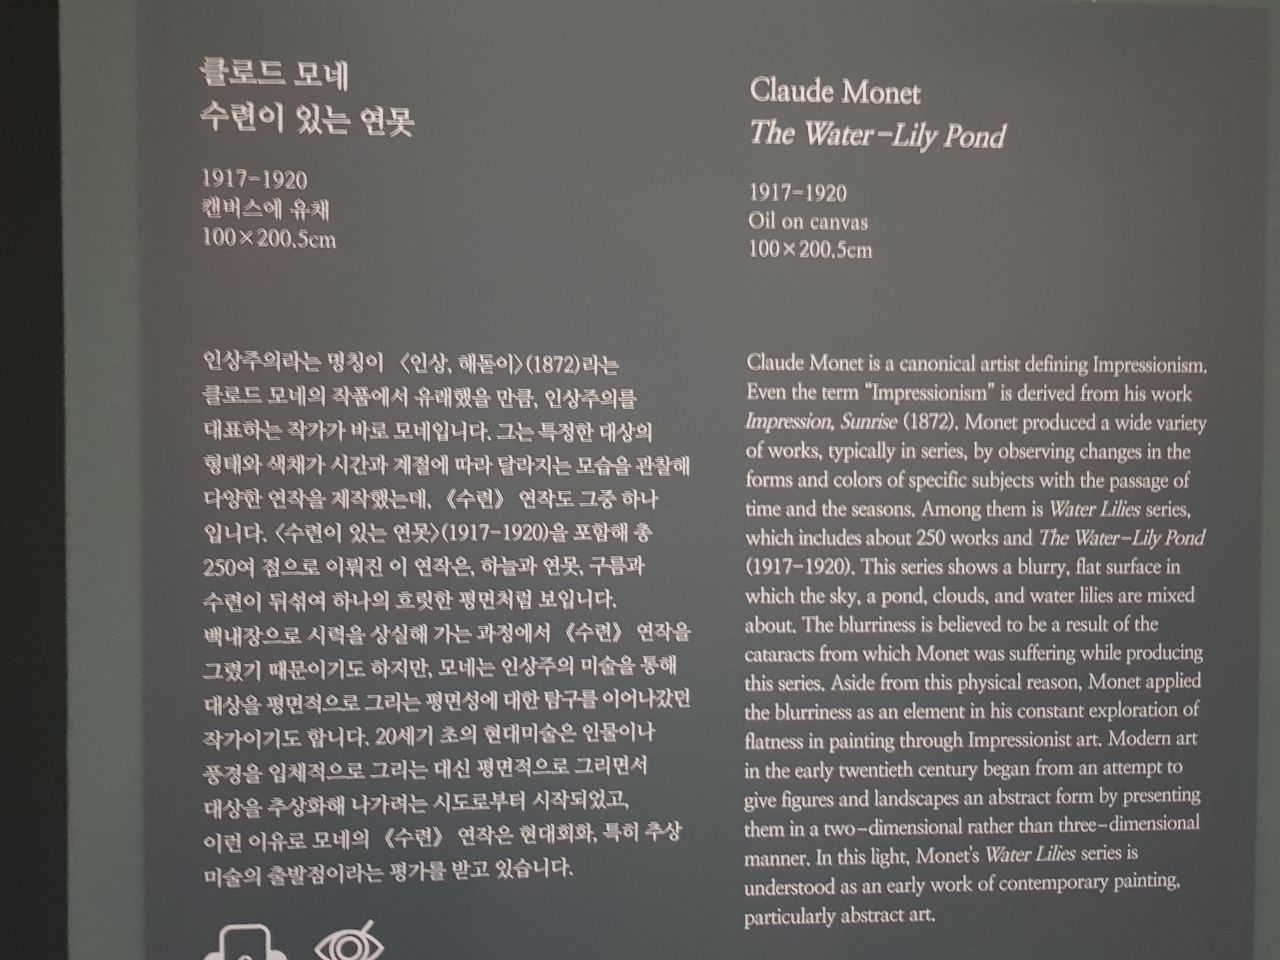 클로드 모네
수련이 있는 연못
1917-1920
캔버스에 유채
100×200.5cm
인상주의라는 명칭이 〈인상, 해돋이〉(1872)라는
클로드 모네의 작품에서 유래했을 만큼, 인상주의를
대표하는 작가가 바로 모네입니다. 그는 특정한 대상의
형태와 색채가 시간과 계절에 따라 달라지는 모습을 관찰해
다양한 연작을 제작했는데, 《수련》 연작도 그중 하나
입니다. 〈수련이 있는 연못〉(1917-1920)을 포함해 총
250여 점으로 이뤄진 이 연작은, 하늘과 연못, 구름과
수련이 뒤섞여 하나의 흐릿한 평면처럼 보입니다.
백내장으로 시력을 상실해 가는 과정에서 《수련》 연작을
그렸기 때문이기도 하지만, 모네는 인상주의 미술을 통해
대상을 평면적으로 그리는 평면성에 대한 탐구를 이어나갔던
작가이기도 합니다. 20세기 초의 현대미술은 인물이나
풍경을 입체적으로 그리는 대신 평면적으로 그리면서
대상을 추상화해 나가려는 시도로부터 시작되었고,
이런 이유로 모네의 《수련》 연작은 현대회화, 특히 추상
미술의 출발점이라는 평가를 받고 있습니다.
Claude Monet
The Water-Lily Pond
1917-1920
Oil on canvas
100×200.5cm
Claude Monet is a canonical artist defining Impressionism.
Even the term "Impressionism" is derived from his work
Impression, Sunrise (1872). Monet produced a wide variety
of works, typically in series, by observing changes in the
forms and colors of specific subjects with the passage of
time and the seasons. Among them is Water Lilies series,
which includes about 250 works and The Water-Lily Pond
(1917-1920). This series shows a blurry, flat surface in
which the sky, a pond, clouds, and water lilies are mixed
about. The blurriness is believed to be a result of the
cataracts from which Monet was suffering while producing
this series. Aside from this physical reason, Monet applied
the blurriness as an element in his constant exploration of
flatness in painting through Impressionist art. Modern art
in the early twentieth century began from an attempt to
give figures and landscapes an abstract form by presenting
them in a two-dimensional rather than three-dimensional
manner. In this light, Monet's Water Lilies series is
understood as an early work of contemporary painting,
particularly abstract art.